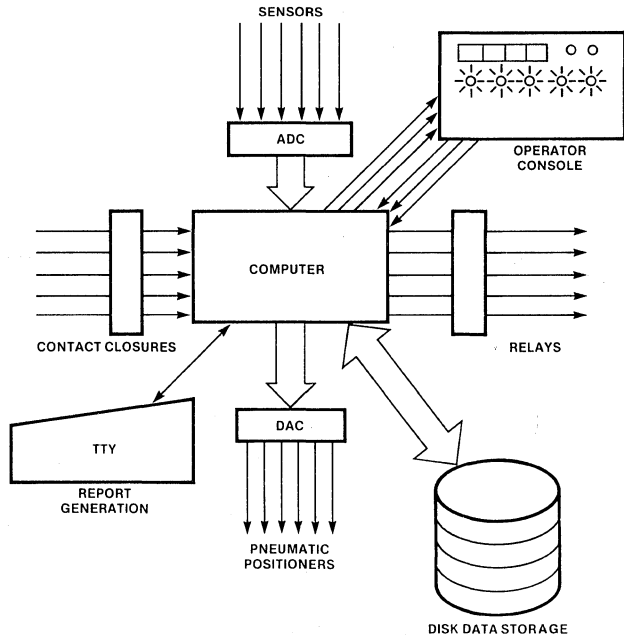 SENSORS
ADC
OPERATOR
CONSOLE
COMPUTER
CONTACT CLOSURES
RELAYS
TTY
REPORT
GENERATION
DAC
PNEUMATIC
POSITIONERS
DISK DATA STORAGE